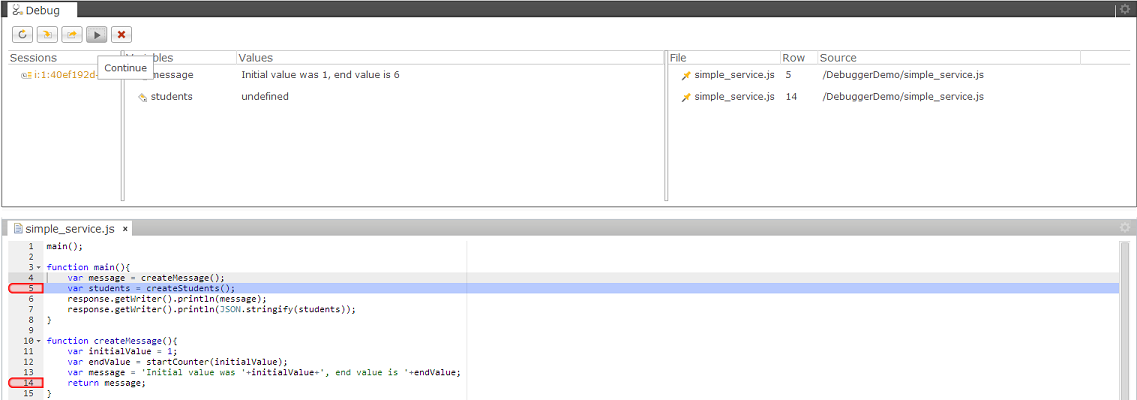 Debug
Sessions Variables Values File Row Source
i:1:40ef192d- message Initial value was 1, end value is 6 simple_service.js 5 /DebuggerDemo/simple_service.js
Continue
students undefined simple_service.js 14 /DebuggerDemo/simple_service.js
simple_service.js ×
1 main();
2
3 function main(){
4 var message = createMessage();
5 var students = createStudents();
6 response.getWriter().println(message);
7 response.getWriter().println(JSON.stringify(students));
8 }
9
10 function createMessage(){
11 var initialValue = 1;
12 var endValue = startCounter(initialValue);
13 var message = 'Initial value was '+initialValue+', end value is '+endValue;
14 return message;
15 }